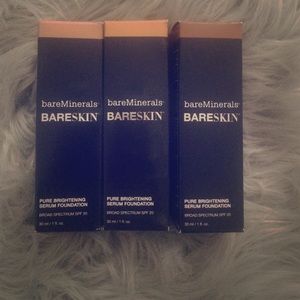 bareMinerals®
BARESKIN®
PURE BRIGHTENING
SERUM FOUNDATION
BROAD SPECTRUM SPF 20
30 ml / 1 fl. oz.
bareMinerals®
BARESKIN®
PURE BRIGHTENING
SERUM FOUNDATION
BROAD SPECTRUM SPF 20
30 ml / 1 fl. oz.
bareMinerals®
BARESKIN®
PURE BRIGHTENING
SERUM FOUNDATION
BROAD SPECTRUM SPF 20
30 ml / 1 fl. oz.